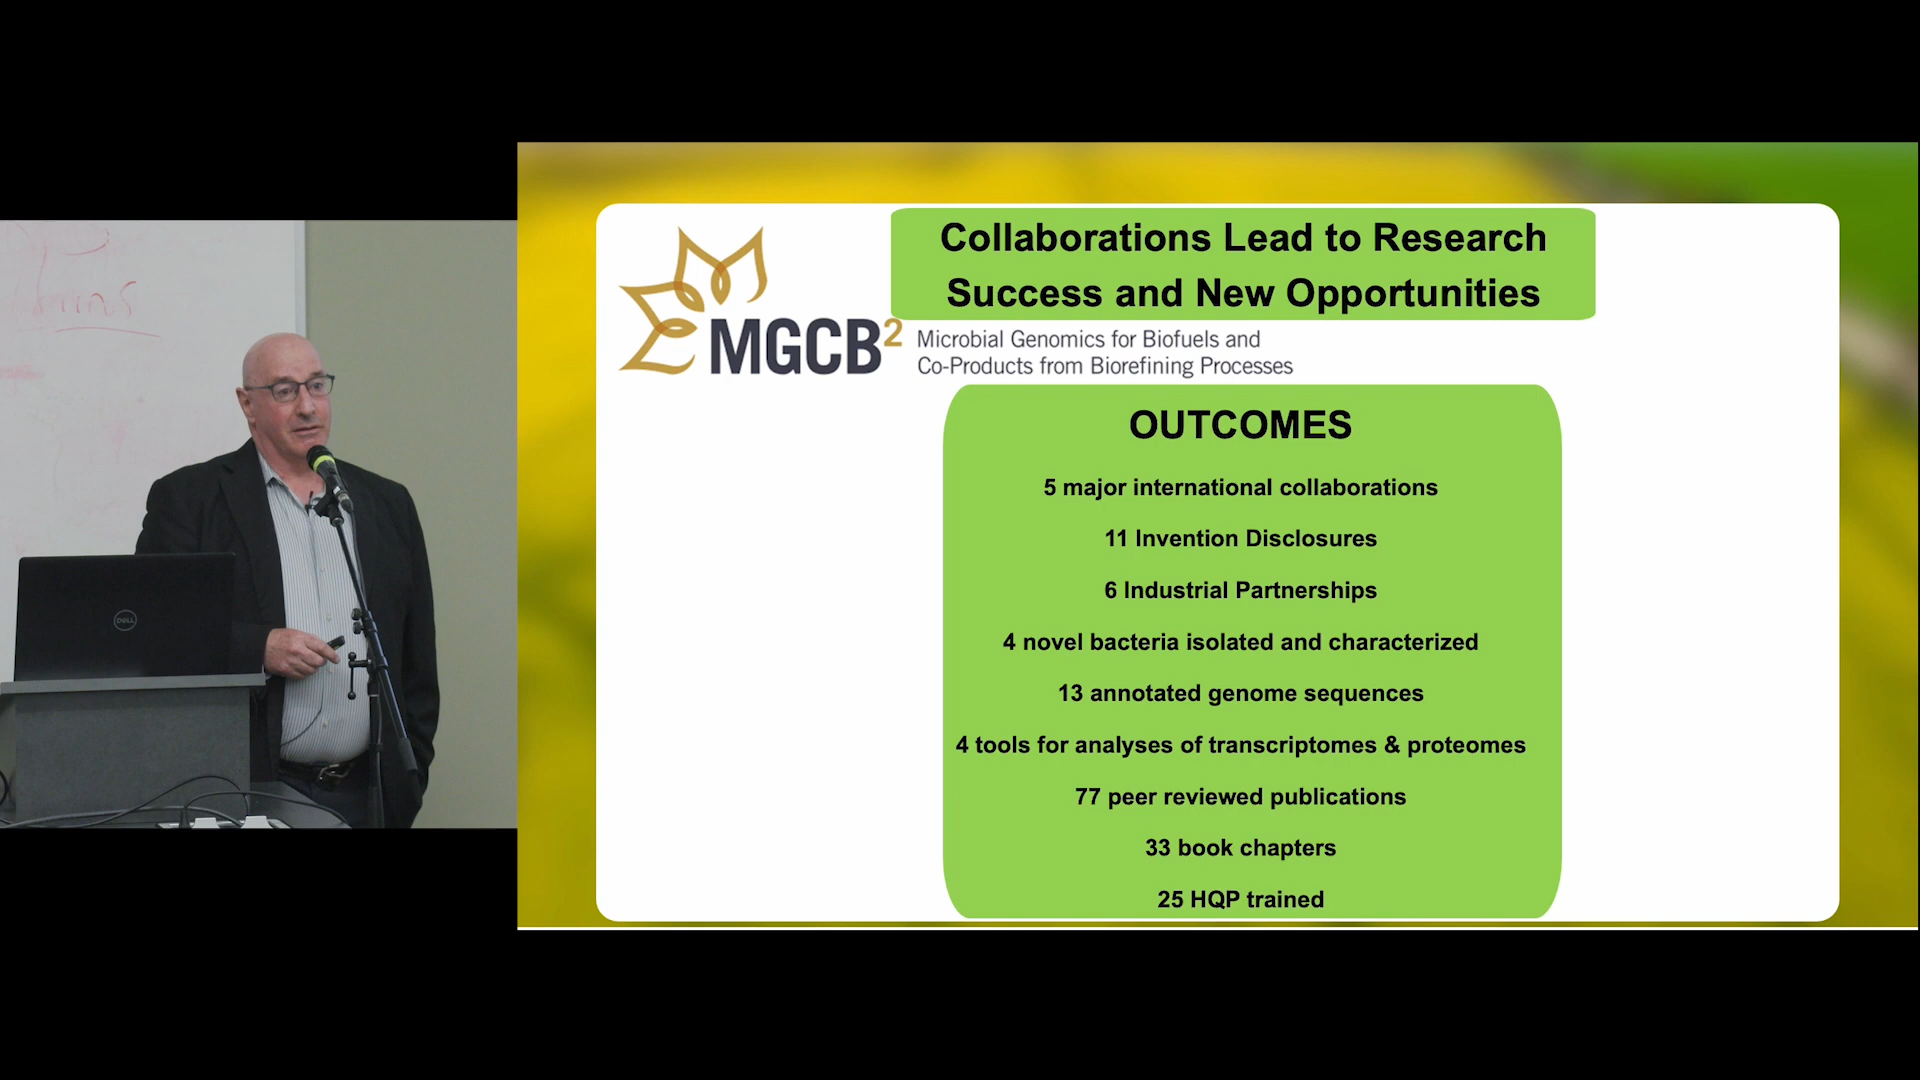 Collaborations Lead to Research
Success and New Opportunities
MGCB2
Microbial Genomics for Biofuels and
Co-Products from Biorefining Processes
OUTCOMES
5 major international collaborations
11 Invention Disclosures
6 Industrial Partnerships
4 novel bacteria isolated and characterized
13 annotated genome sequences
4 tools for analyses of transcriptomes & proteomes
77 peer reviewed publications
33 book chapters
25 HQP trained
DELL